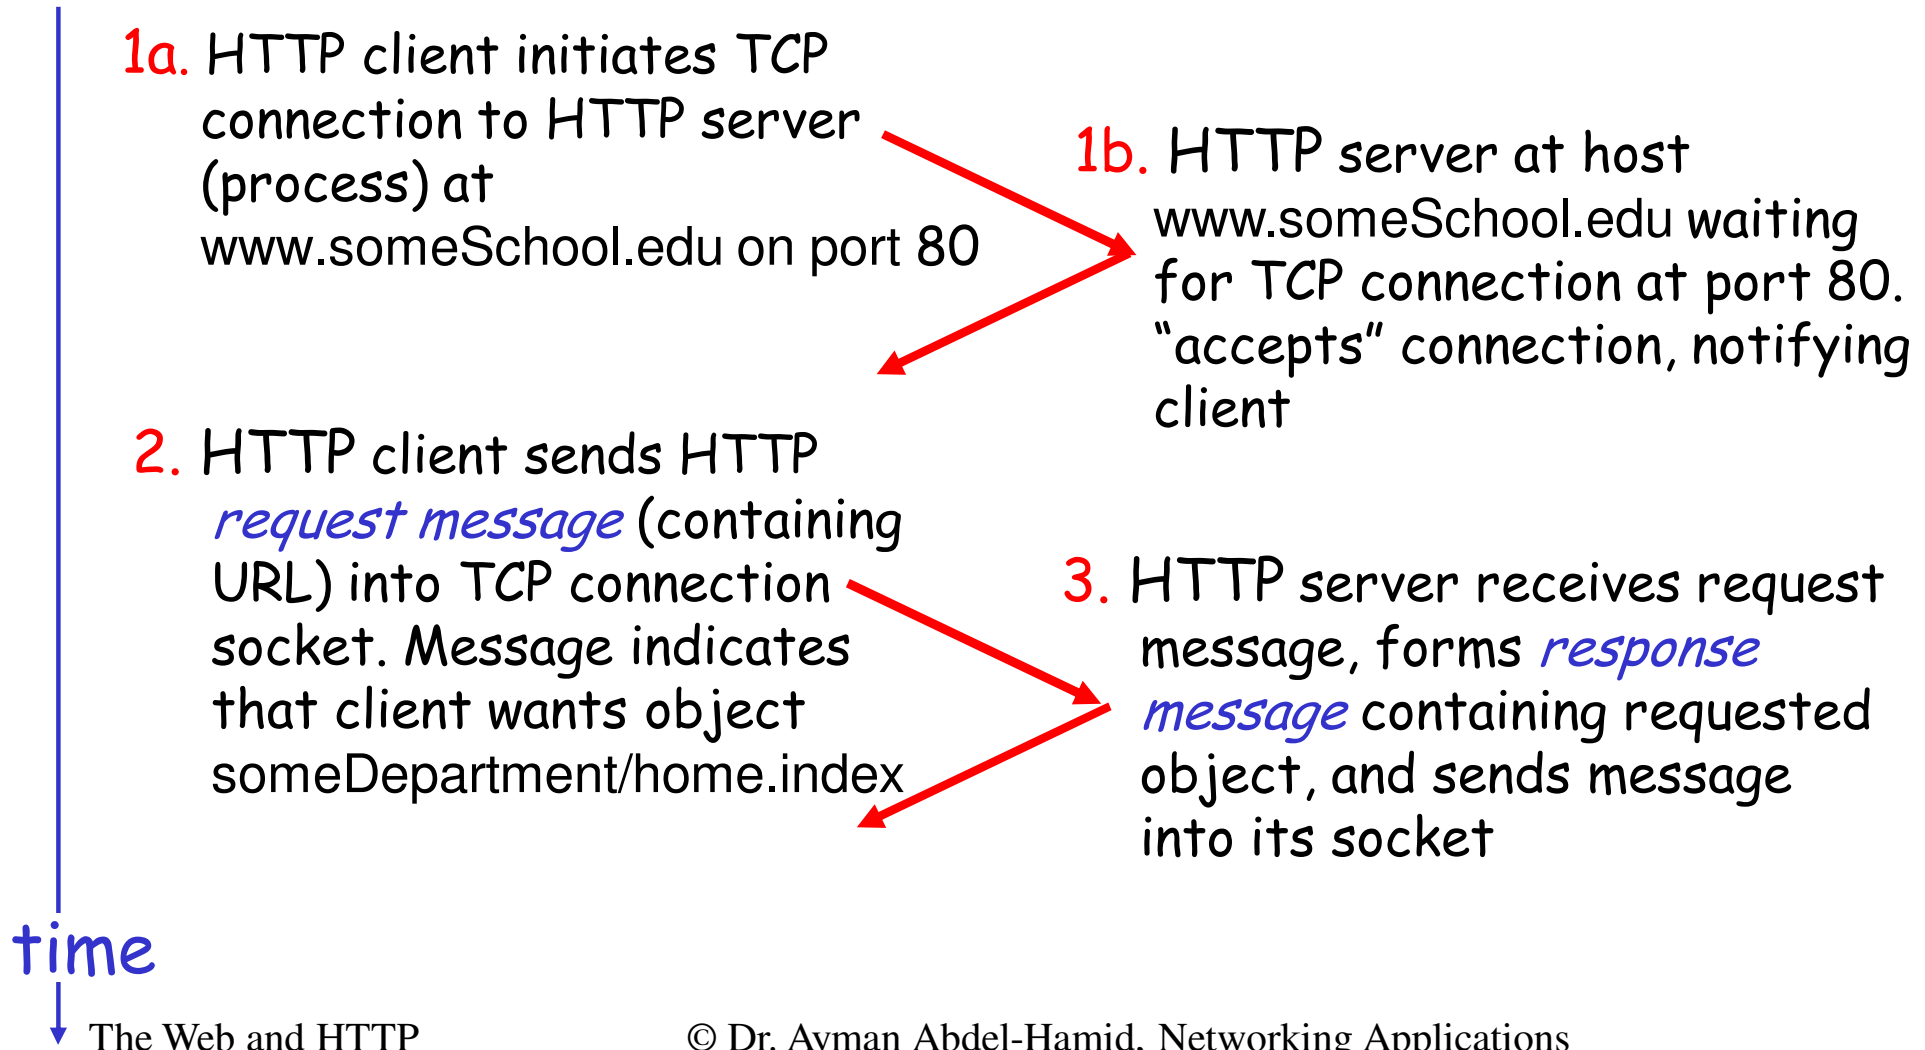 1a. HTTP client initiates TCP
connection to HTTP server
(process) at
www.someSchool.edu on port 80
1b. HTTP server at host
www.someSchool.edu waiting
for TCP connection at port 80.
“accepts” connection, notifying
client
2. HTTP client sends HTTP
request message (containing
URL) into TCP connection
socket. Message indicates
that client wants object
someDepartment/home.index
3. HTTP server receives request
message, forms response
message containing requested
object, and sends message
into its socket
time
The Web and HTTP
© Dr. Ayman Abdel-Hamid, Networking Applications